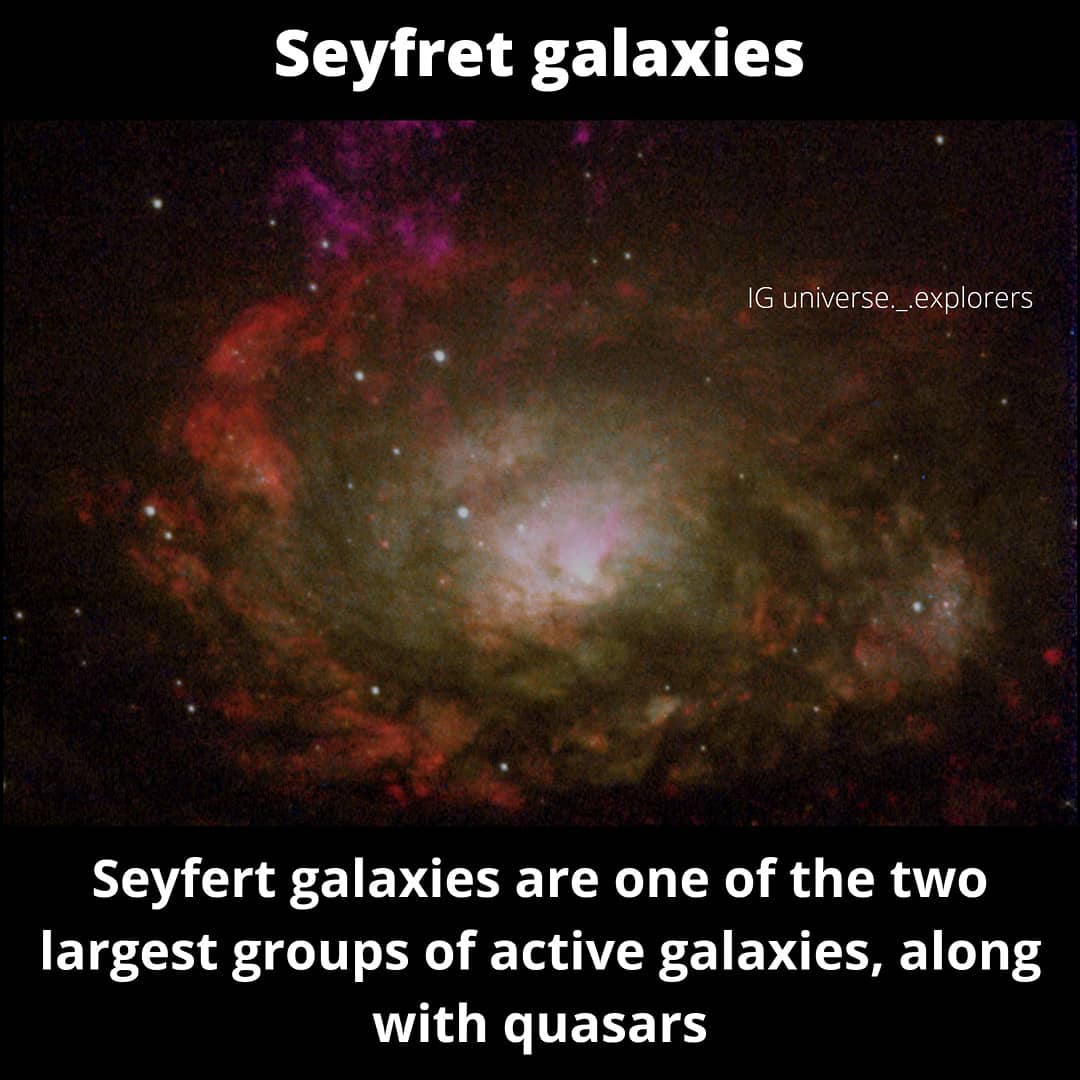 Seyfret galaxies
IG universe._.explorers
Seyfert galaxies are one of the two
largest groups of active galaxies, along
with quasars